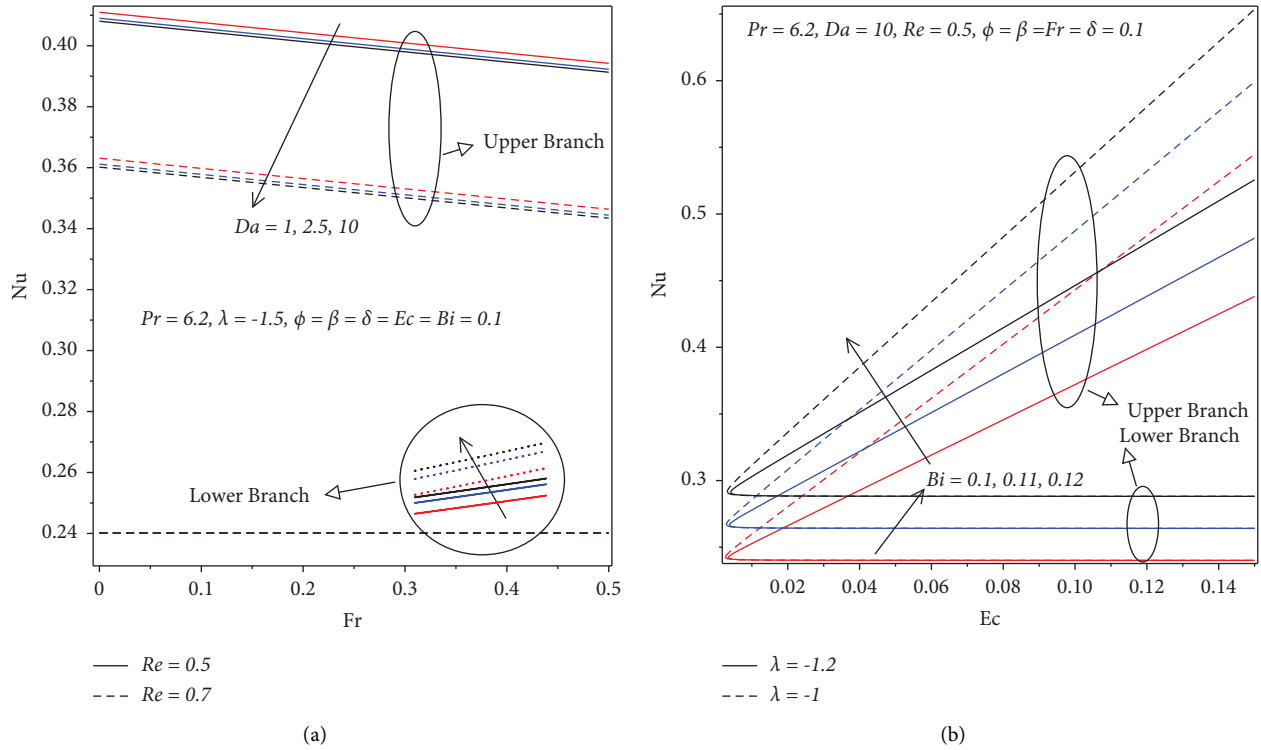 0.40
0.38
0.36
0.34
0.32
0.30
0.28
0.26
0.24
Nu
Upper Branch
Da = 1, 2.5, 10
Pr = 6.2, λ = -1.5, ϕ = β = δ = Ec = Bi = 0.1
Lower Branch
0
0.1
0.2
0.3
0.4
0.5
Fr
Re = 0.5
Re = 0.7
(a)
Pr = 6.2, Da = 10, Re = 0.5, ϕ = β =Fr = δ = 0.1
0.6
0.5
0.4
0.3
Nu
Upper Branch
Lower Branch
Bi = 0.1, 0.11, 0.12
0.02
0.04
0.06
0.08
0.10
0.12
0.14
Ec
λ = -1.2
λ = -1
(b)